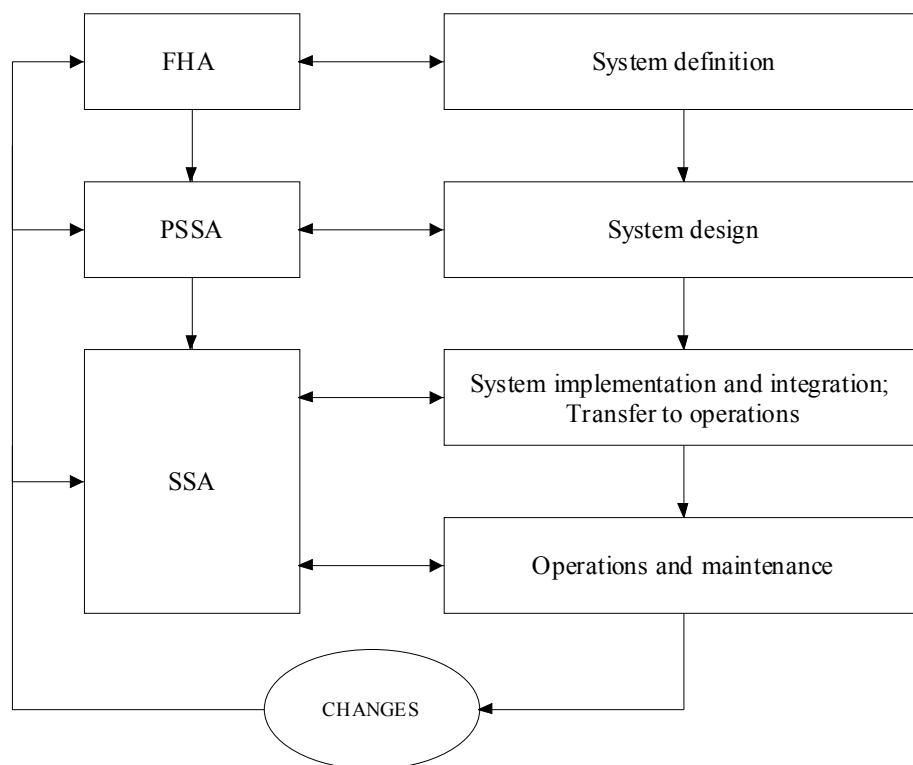 FHA
System definition
PSSA
System design
System implementation and integration;
Transfer to operations
SSA
Operations and maintenance
CHANGES